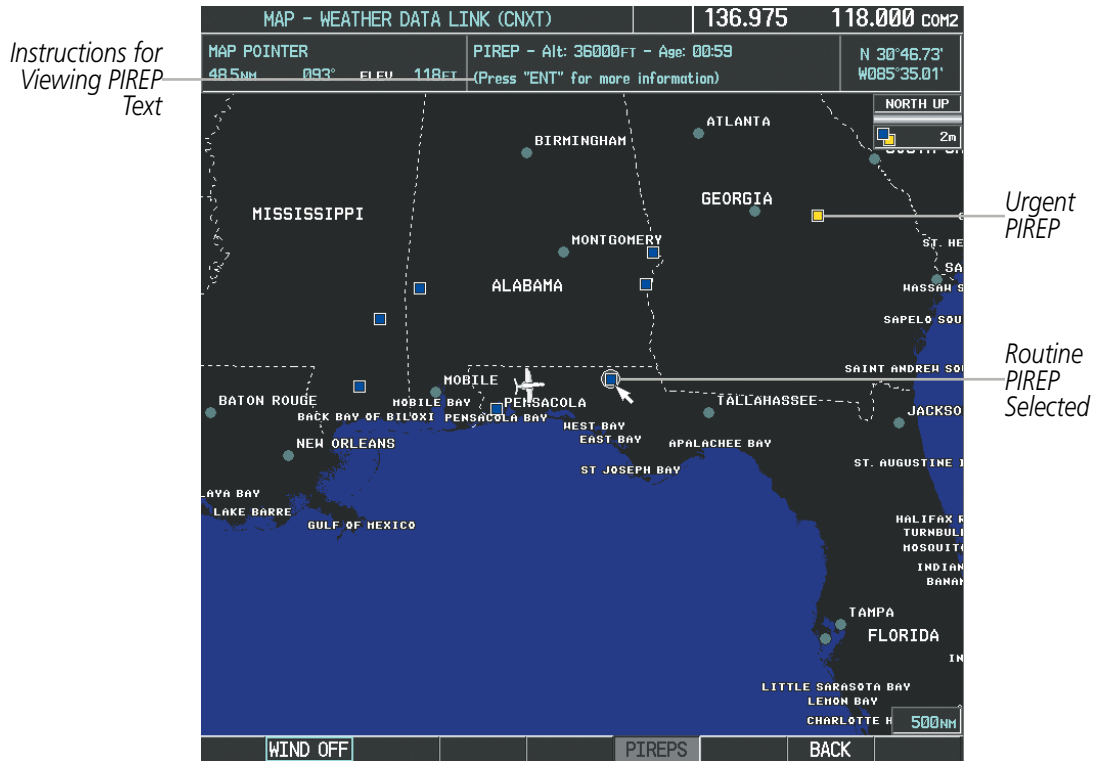 MAP - WEATHER DATA LINK (CNXT)
136.975
118.000 COM2
Instructions for
Viewing PIREP
Text
MAP POINTER
48.5NM 093° ELEV 118FT
PIREP - Alt: 36000FT - Age: 00:59
(Press "ENT" for more information)
N 30°46.73'
W085°35.01'
NORTH UP
2m
ATLANTA
BIRMINGHAM
GEORGIA
MISSISSIPPI
Urgent
PIREP
MONTGOMERY
ST. HE
SA
ALABAMA
WASSAW S
SAPELO SOU
Routine
PIREP
Selected
SAINT ANDREW SOU
MOBILE
BATON ROUGE
MOBILE BAY
PENSACOLA
TALLAHASSEE
BACK BAY OF BILOXI
PENSACOLA BAY
JACKSO
WEST BAY
EAST BAY
APALACHEE BAY
NEW ORLEANS
ST JOSEPH BAY
ST. AUGUSTINE I
LAYA BAY
LAKE BARRE
GULF OF MEXICO
HALIFAX R
TURNBULL
MOSQUITO
INDIAN
BANAN
TAMPA
FLORIDA
IN
LITTLE SARASOTA BAY
LEMON BAY
CHARLOTTE H
500NM
WIND OFF
PIREPS
BACK